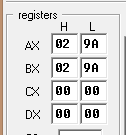 registers
H L
AX 02 9A
BX 02 9A
CX 00 00
DX 00 00